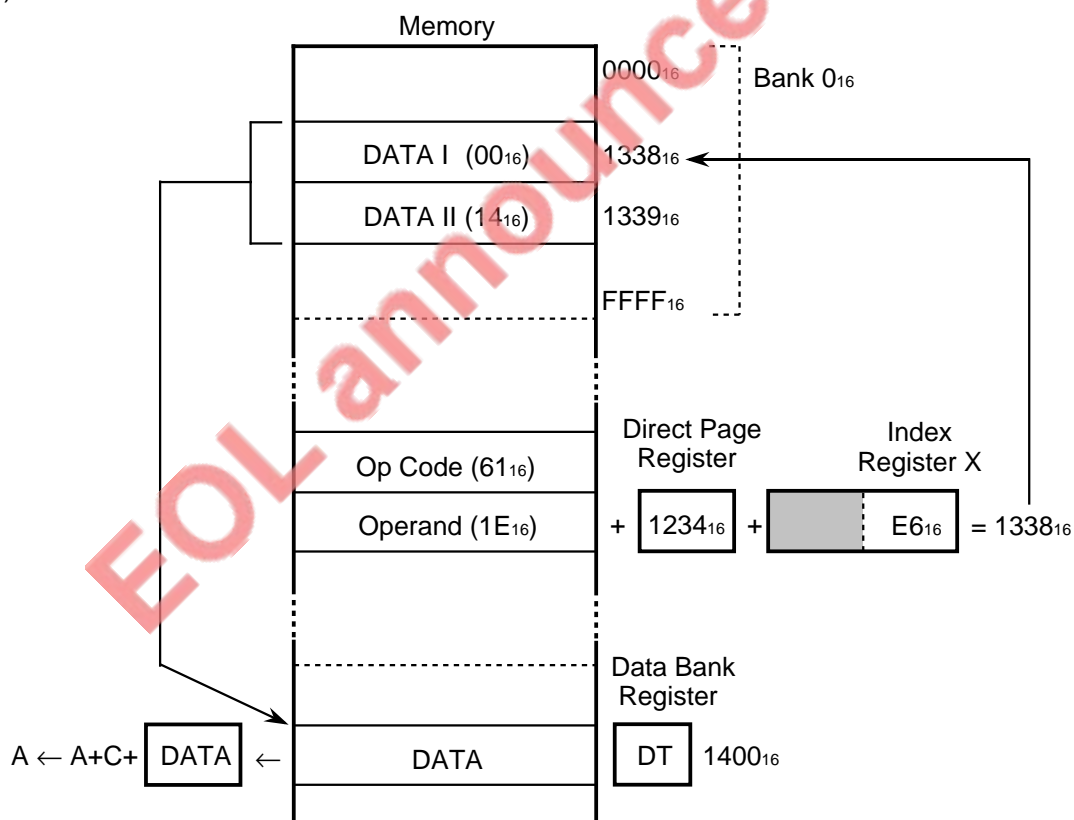 Memory
0000₁₆
Bank 0₁₆
DATA I (00₁₆)
1338₁₆
DATA II (14₁₆)
1339₁₆
FFFF₁₆
Direct Page
Register
Index
Register X
Op Code (61₁₆)
Operand (1E₁₆) + 1234₁₆ + E6₁₆ = 1338₁₆
Data Bank
Register
A ← A+C+ DATA ← DATA DT 1400₁₆
EOL announce